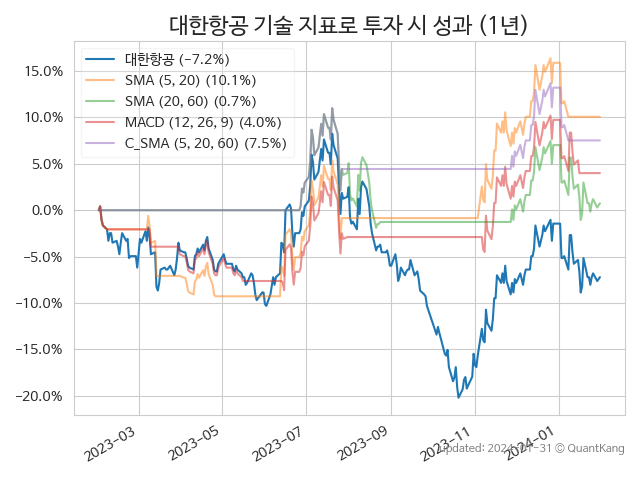 대한항공 기술 지표로 투자 시 성과 (1년)
대한항공 (−7.2%)
SMA (5, 20) (10.1%)
SMA (20, 60) (0.7%)
MACD (12, 26, 9) (4.0%)
C_SMA (5, 20, 60) (7.5%)
15.0%
10.0%
5.0%
0.0%
−5.0%
−10.0%
−15.0%
−20.0%
2023−03
2023−05
2023−07
2023−09
2023−11
2024−01
updated: 2024−01−31 © QuantKang